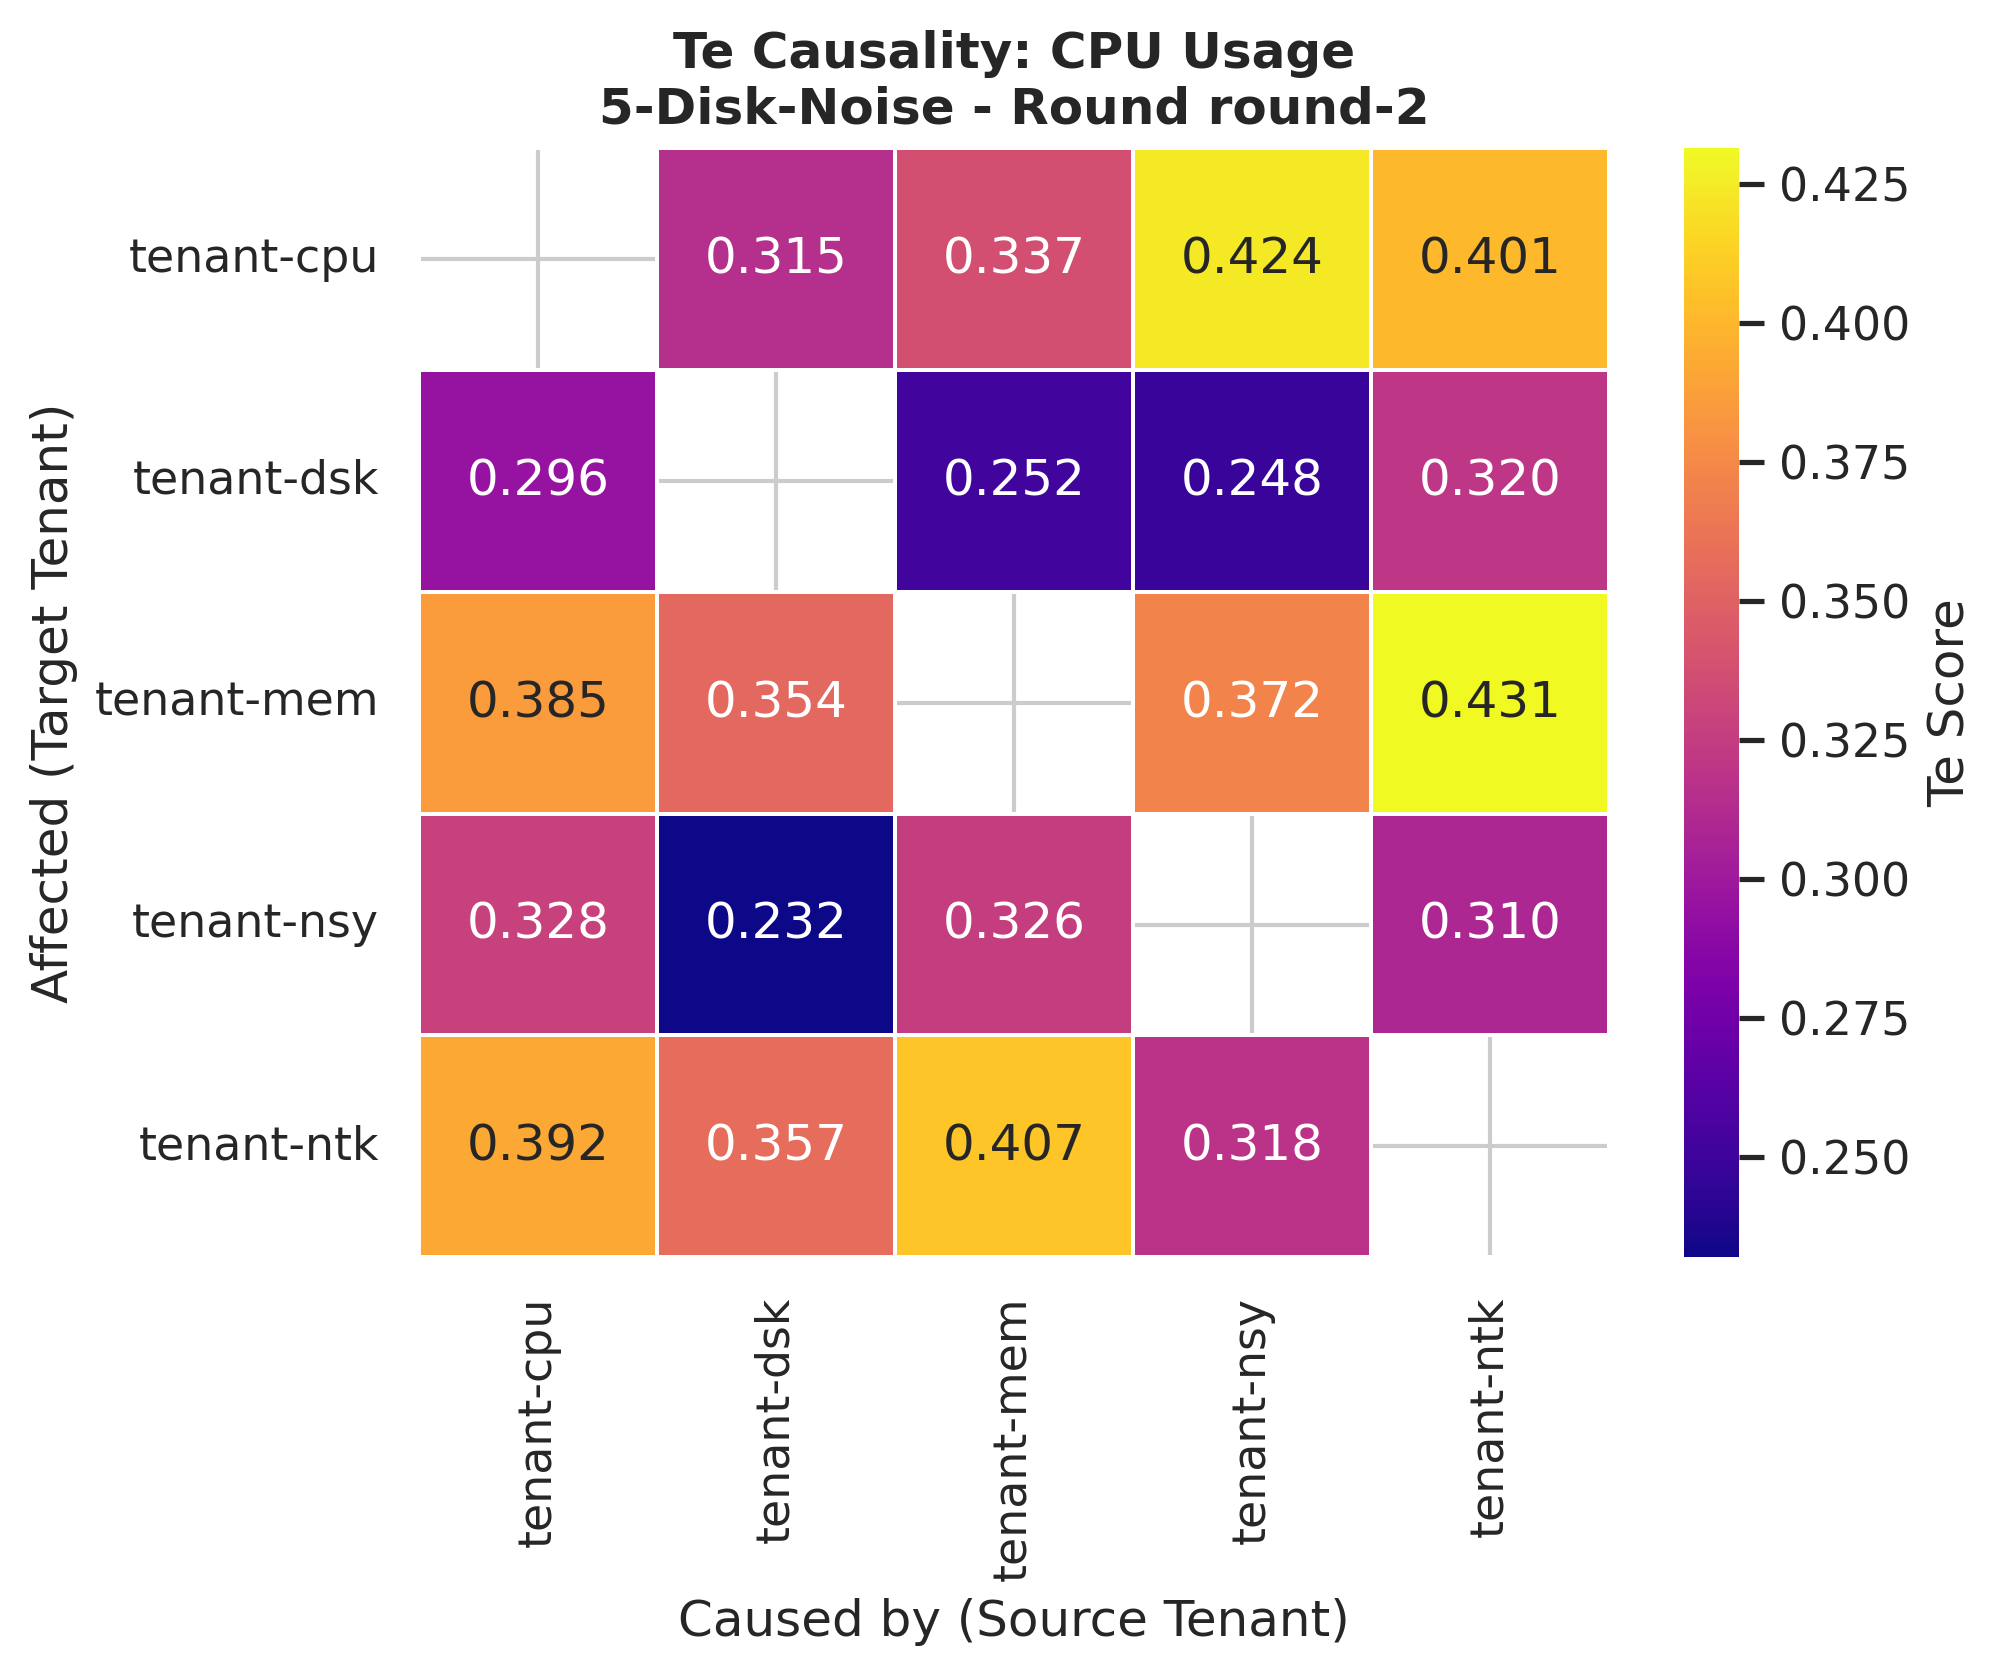 Te Causality: CPU Usage
5-Disk-Noise - Round round-2
Affected (Target Tenant)
tenant-cpu 0.315 0.337 0.424 0.401
tenant-dsk 0.296 0.252 0.248 0.320
tenant-mem 0.385 0.354 0.372 0.431
tenant-nsy 0.328 0.232 0.326 0.310
tenant-ntk 0.392 0.357 0.407 0.318
tenant-cpu
tenant-dsk
tenant-mem
tenant-nsy
tenant-ntk
Caused by (Source Tenant)
0.425
0.400
0.375
0.350
0.325
0.300
0.275
0.250
Te Score